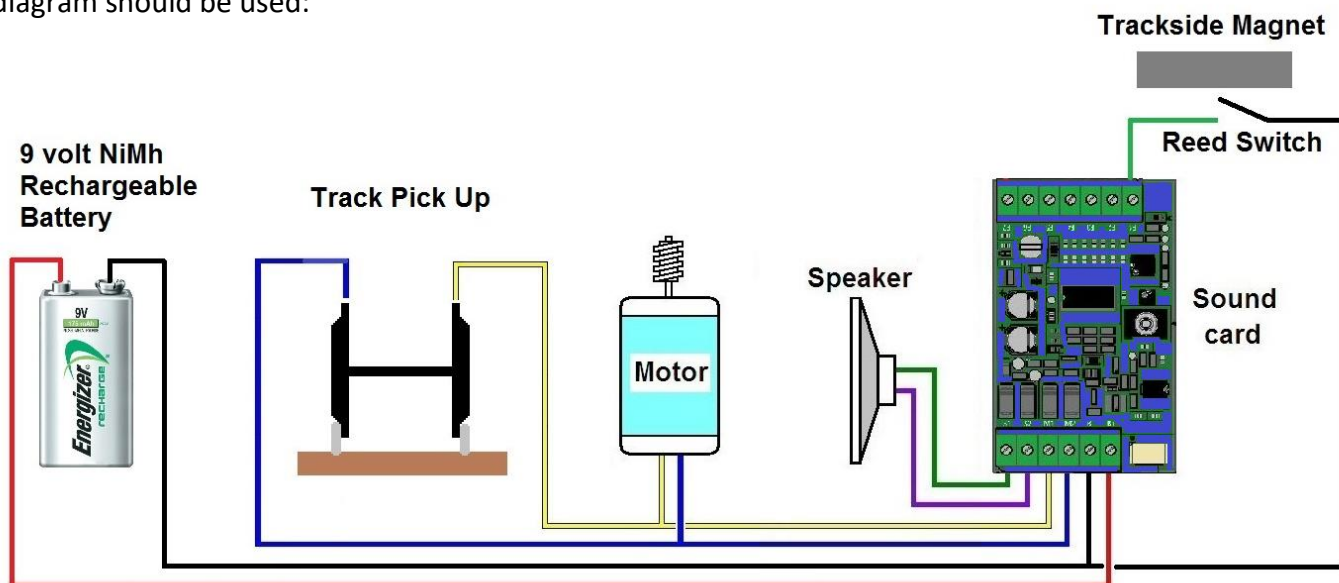 diagram should be used:
Trackside Magnet
Reed Switch
9 volt NiMh
Rechargeable
Battery
Track Pick Up
Speaker
Sound
card
Motor
9V
Energizer
recharge